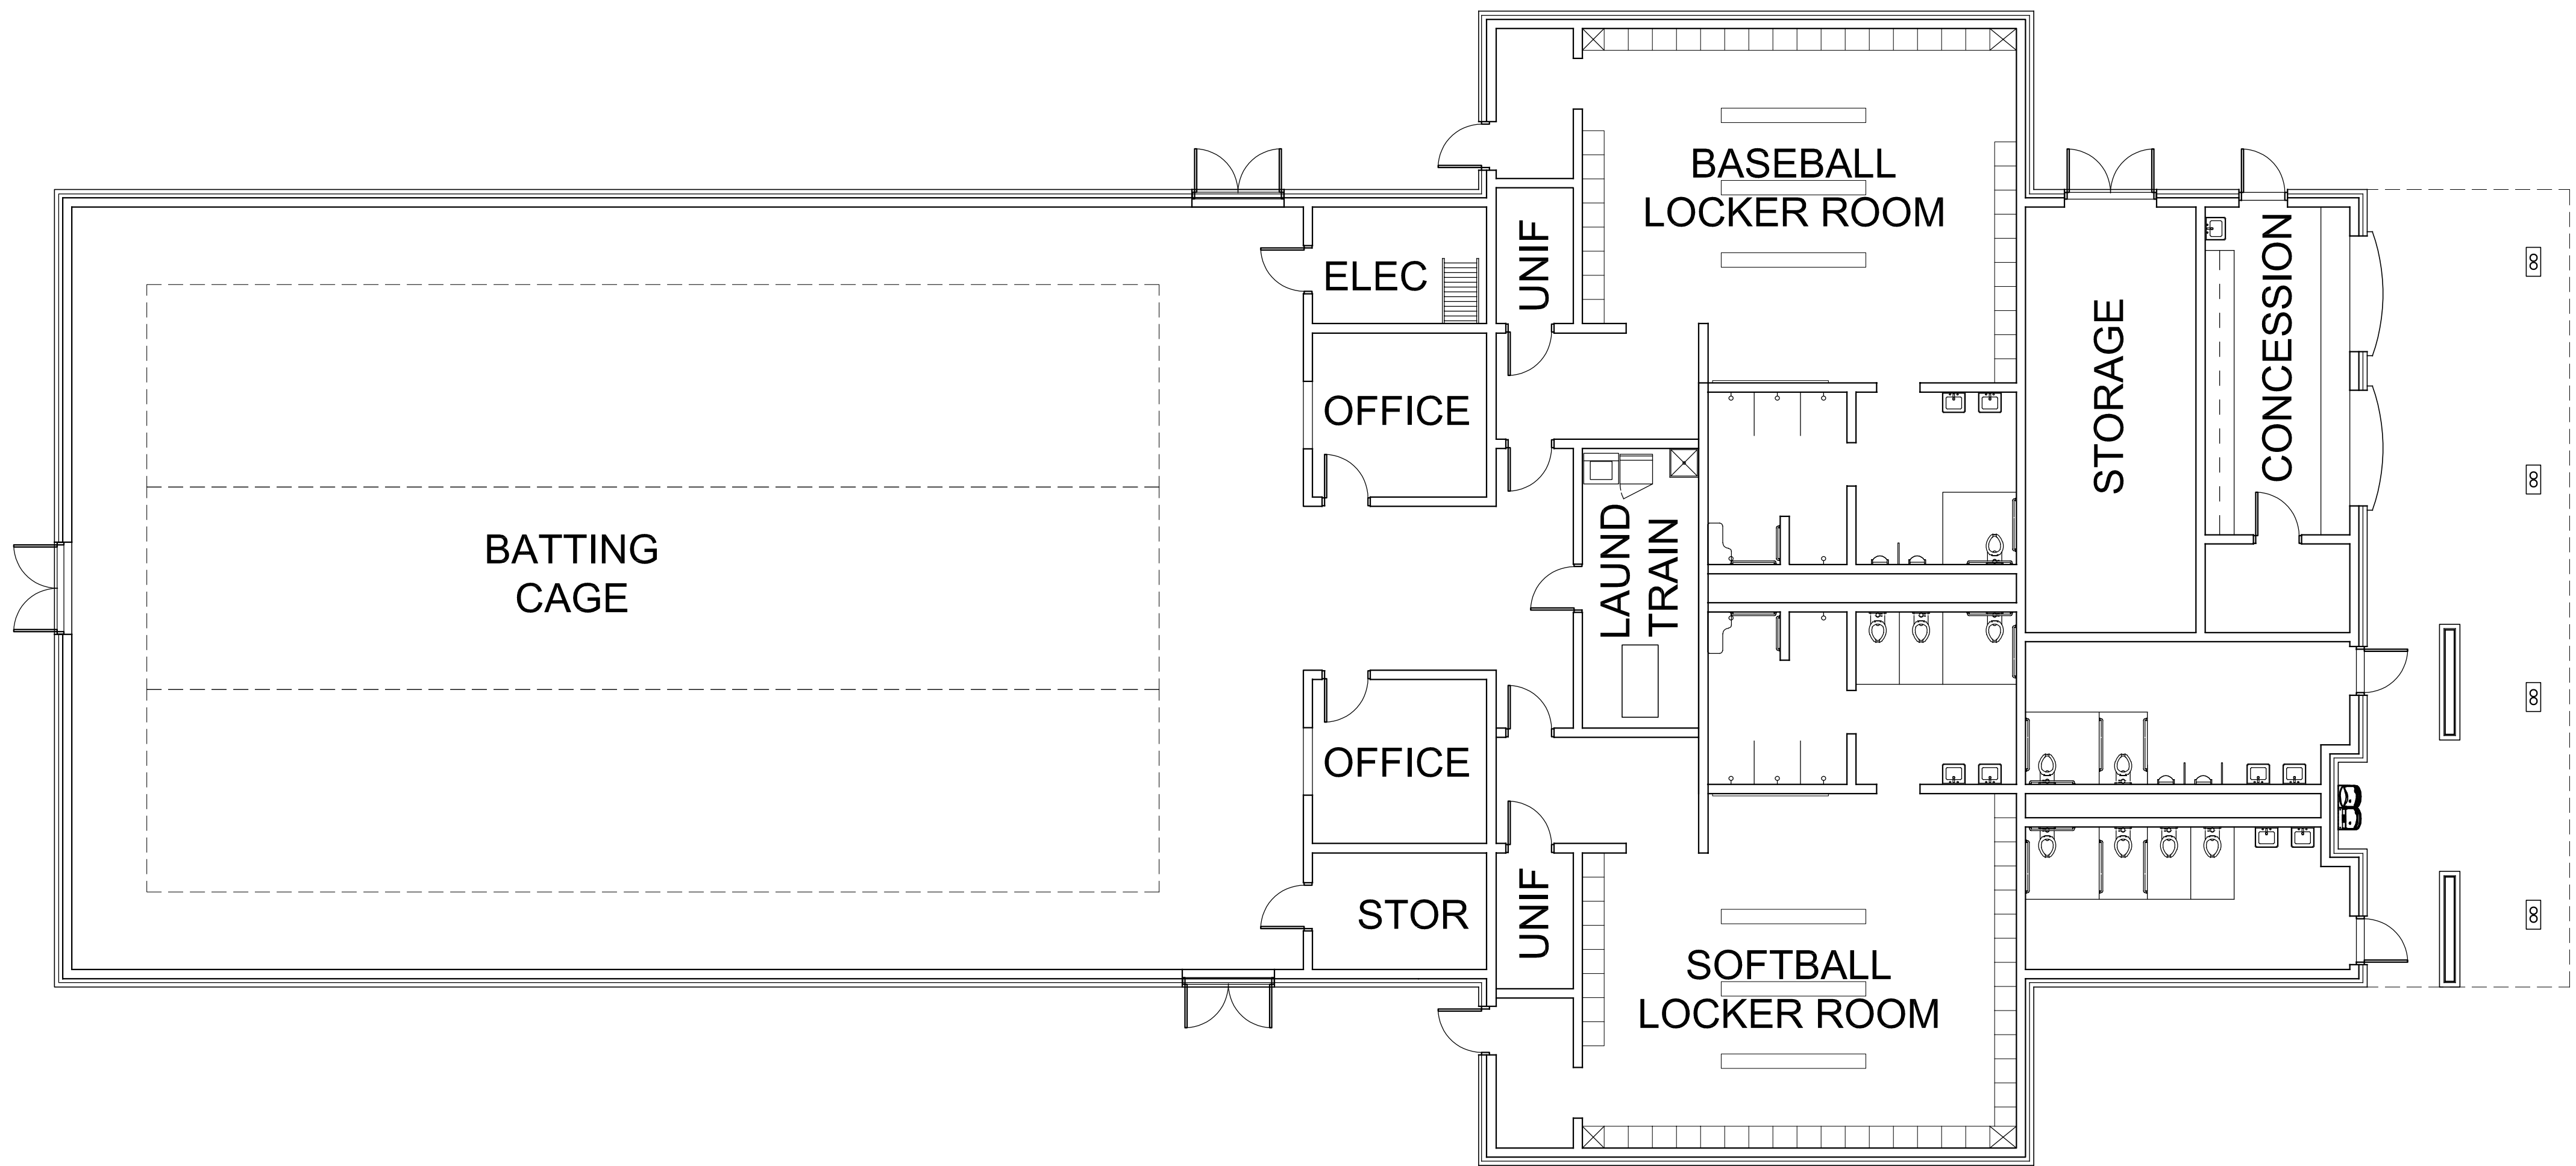 BASEBALL
LOCKER ROOM
UNIF
ELEC
CONCESSION
STORAGE
OFFICE
BATTING
CAGE
LAUND
TRAIN
OFFICE
STOR
UNIF
SOFTBALL
LOCKER ROOM